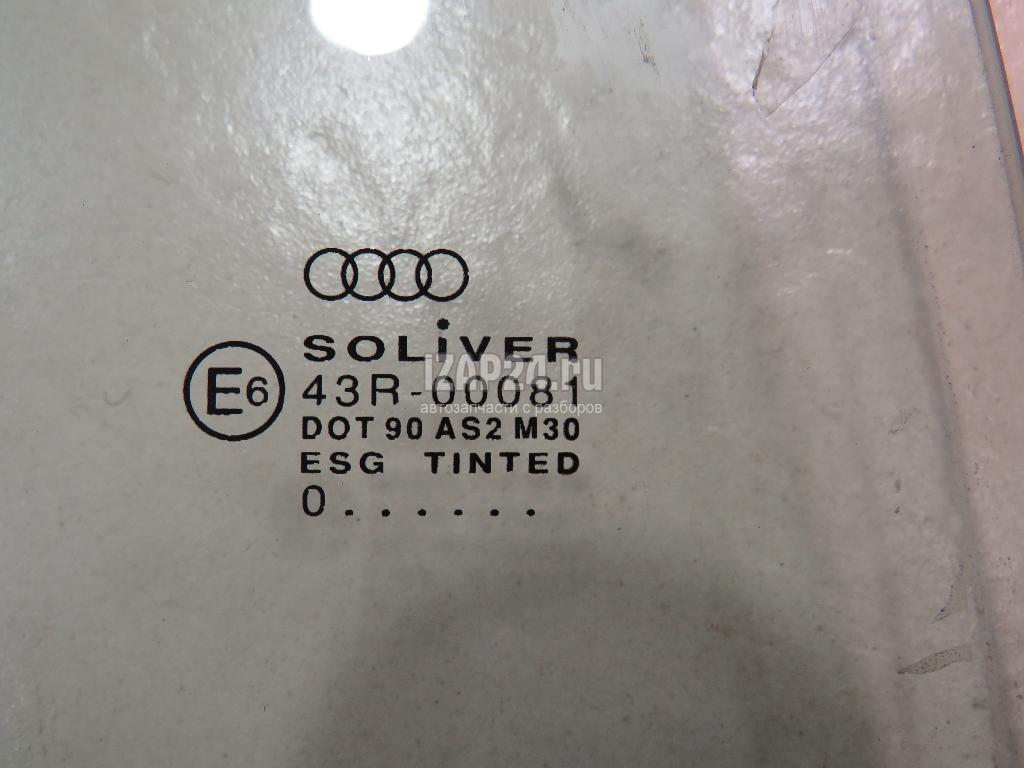 SOLiVER
E6
43R-00081
DOT 90 AS2 M30
ESG TINTED
0......
iZAP24.ru
автозапчасти с разборов